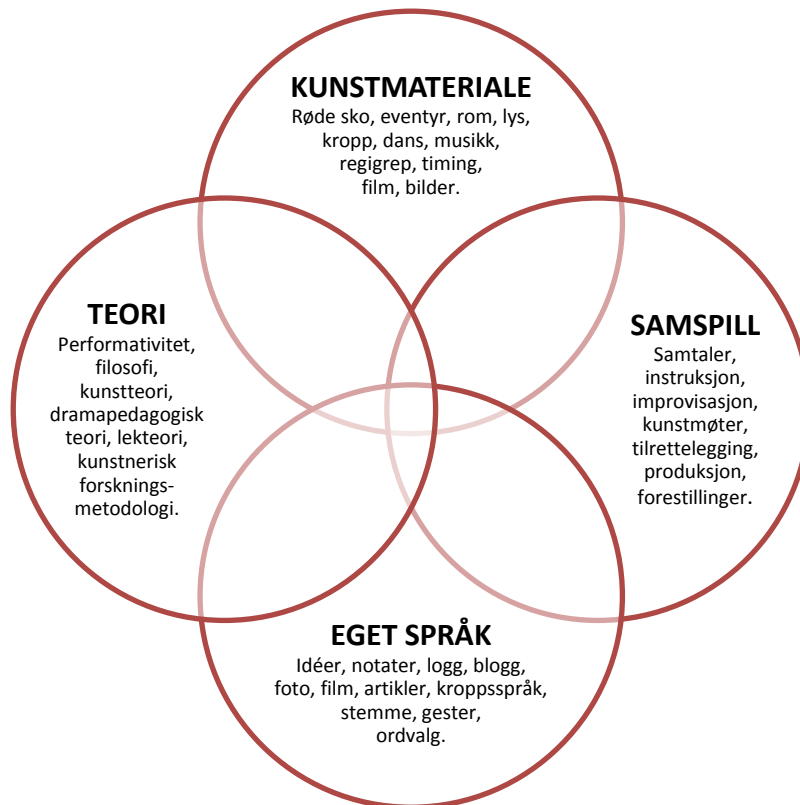 KUNSTMATERIALE
Røde sko, eventyr, rom, lys,
kropp, dans, musikk,
regigrep, timing,
film, bilder.
TEORI
Performativitet,
filosofi,
kunstteori,
dramapedagogisk
teori, lekteori,
kunstnerisk
forsknings-
metodologi.
SAMSPILL
Samtaler,
instruksjon,
improvisasjon,
kunstmøter,
tilrettelegging,
produksjon,
forestillinger.
EGET SPRÅK
Idéer, notater, logg, blogg,
foto, film, artikler, kroppsspråk,
stemme, gester,
ordvalg.